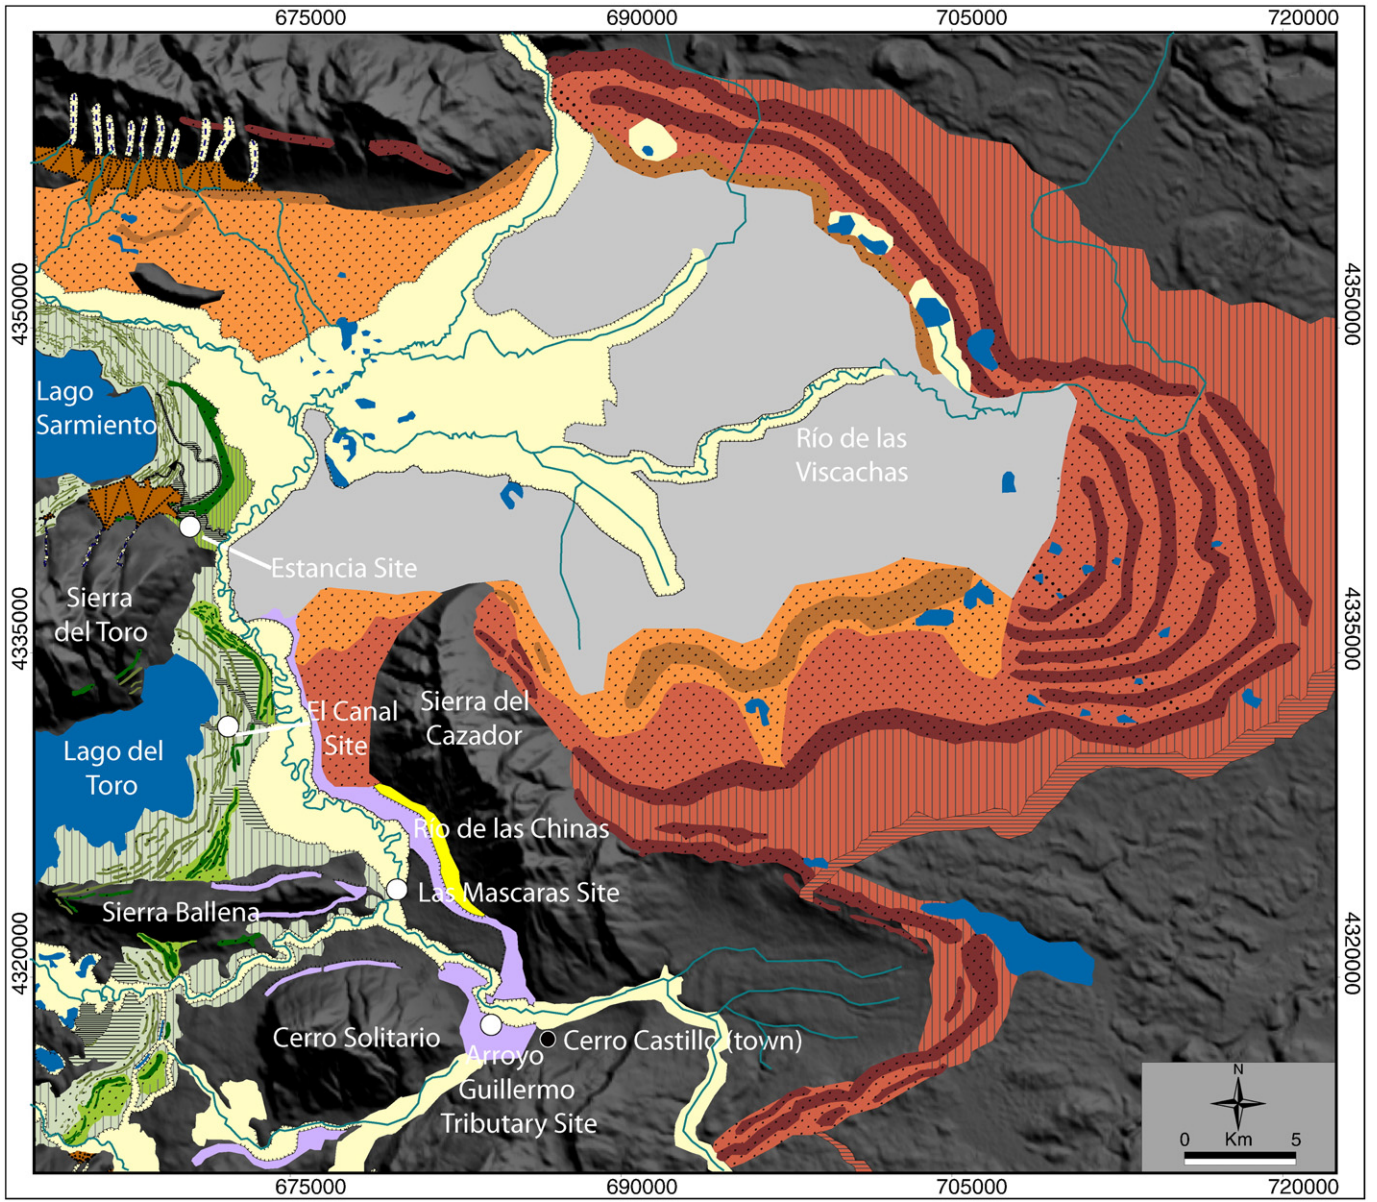 675000 690000 705000 720000
4350000
4350000
Lago
Sarmiento
Río de las
Viscachas
Estancia Site
Sierra
del Toro
4335000
4335000
Sierra del
Cazador
El Canal
Site
Lago del
Toro
Río de las Chinas
Las Mascaras Site
Sierra Ballena
4320000
4320000
Cerro Solitario
Cerro Castillo (town)
Arroyo
Guillermo
Tributary Site
N
0 Km 5
675000 690000 705000 720000